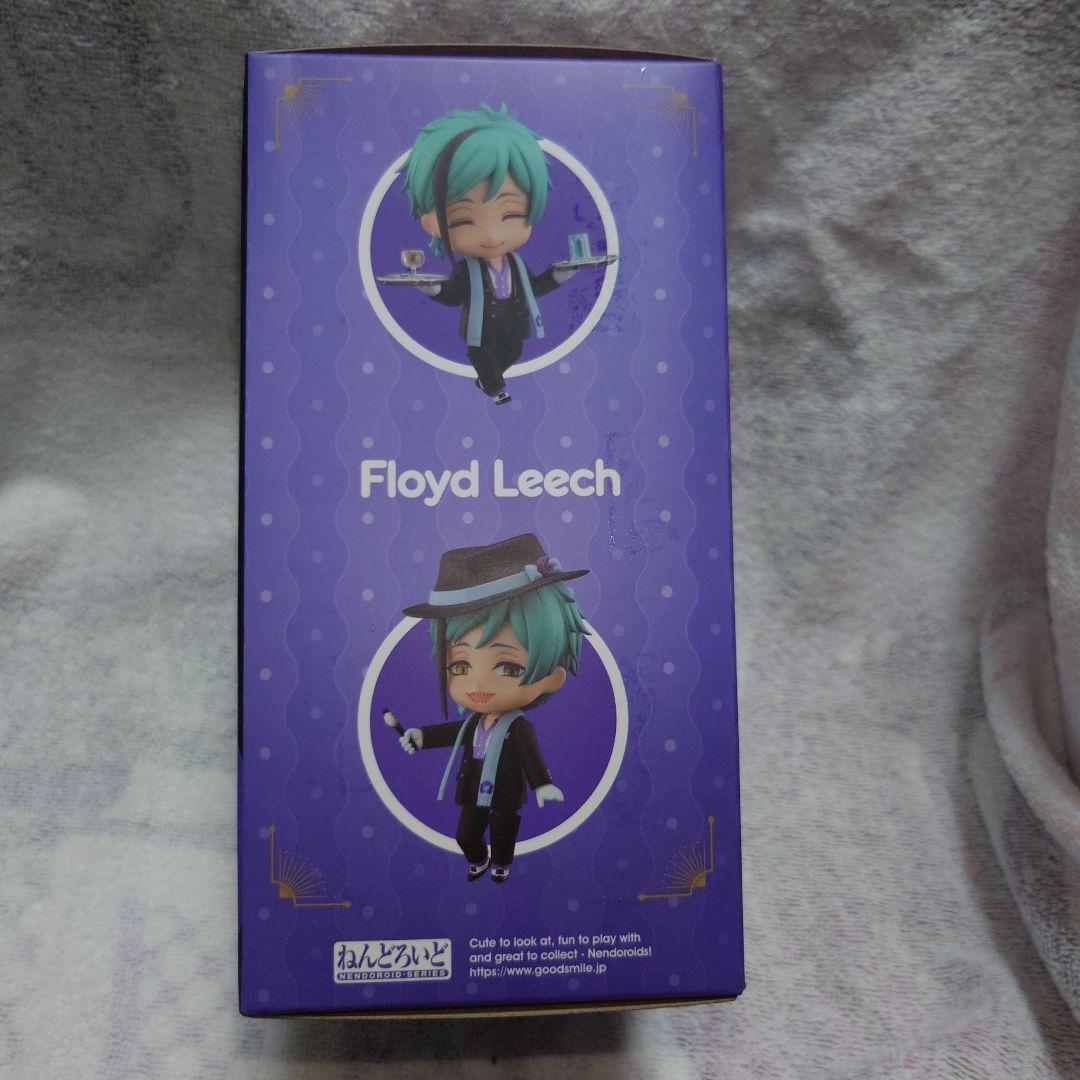 Floyd Leech
ねんどろいど
NENDOROID-SERIES
Cute to look at, fun to play with
and great to collect - Nendoroids!
https://www.goodsmile.jp